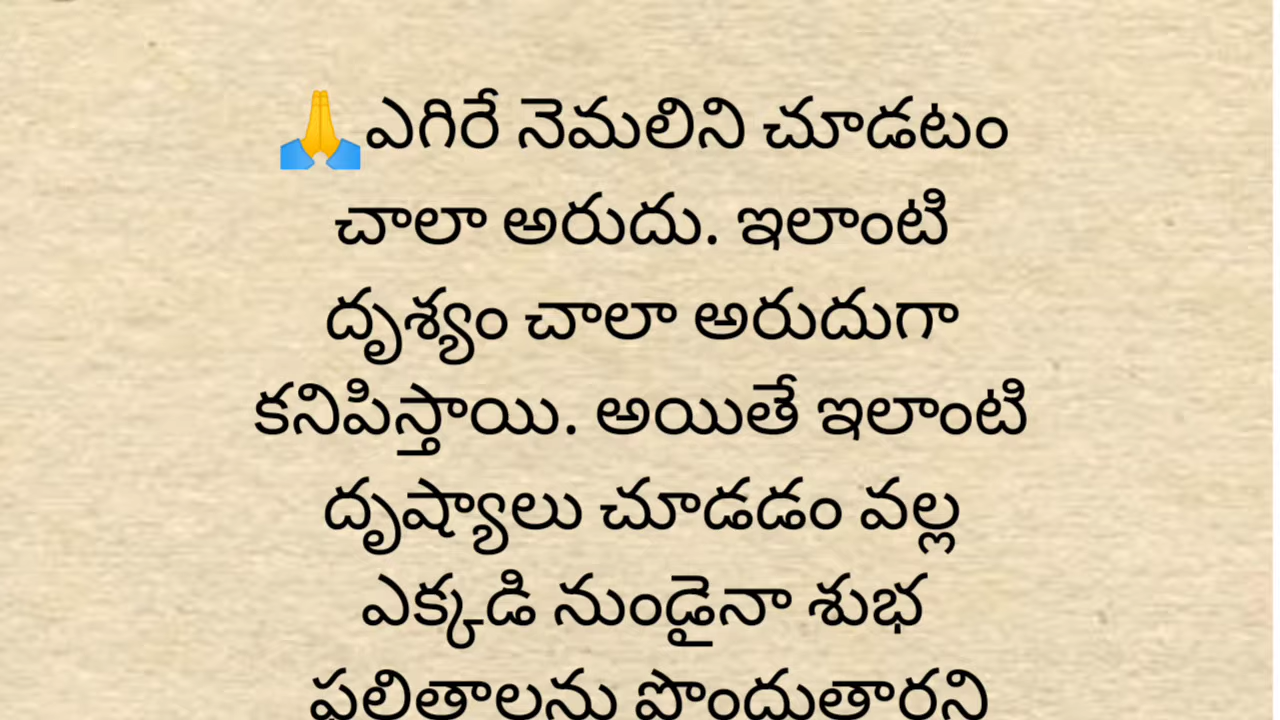 🙏ఎగిరే నెమలిని చూడటం
చాలా అరుదు. ఇలాంటి
దృశ్యం చాలా అరుదుగా
కనిపిస్తాయి. అయితే ఇలాంటి
దృష్యాలు చూడడం వల్ల
ఎక్కడి నుండైనా శుభ
ఫలితాలను పొందుతారని